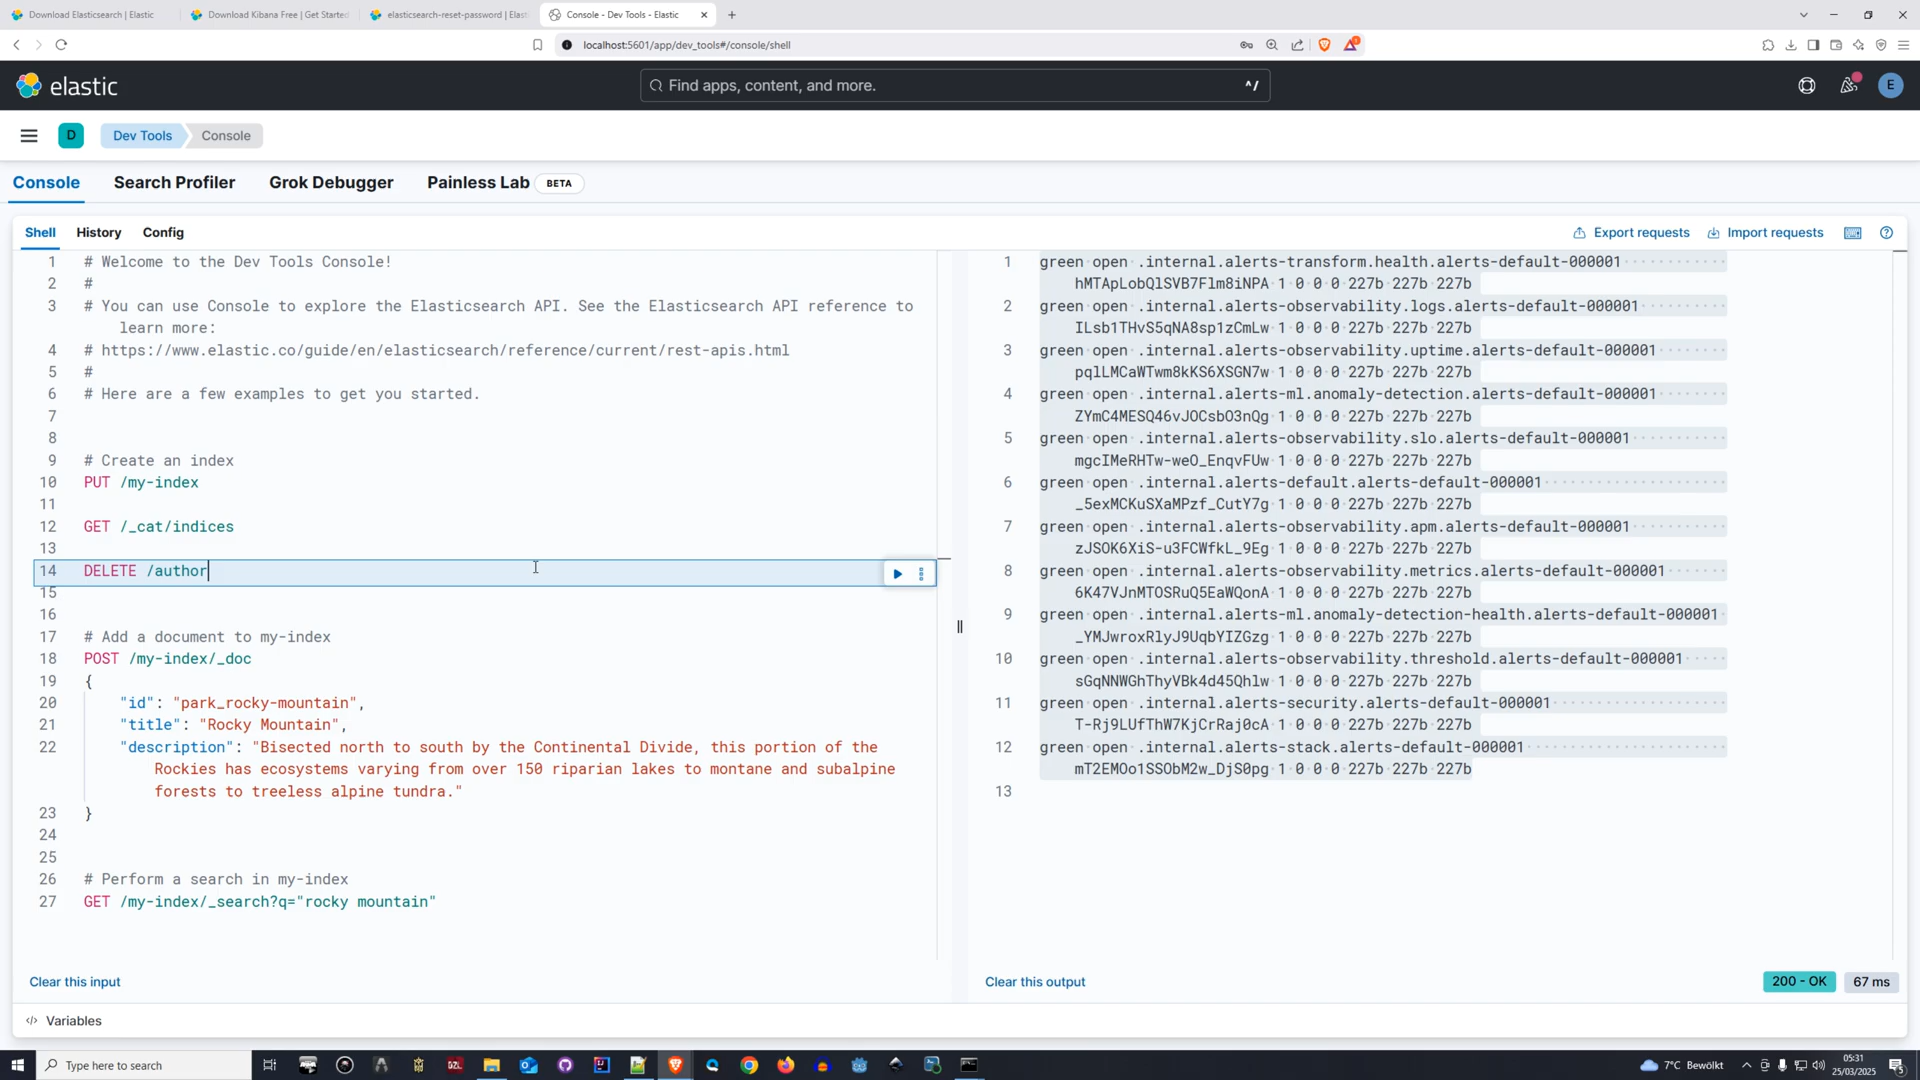 Download Elasticsearch | Elastic
Download Kibana Free | Get Started
elasticsearch-reset-password | Elast
Console - Dev Tools - Elastic
localhost:5601/app/dev_tools#/console/shell
elastic
Find apps, content, and more.
^/
E
D
Dev Tools
Console
Console
Search Profiler
Grok Debugger
Painless Lab
BETA
Shell
History
Config
Export requests
Import requests
1 # Welcome to the Dev Tools Console!
2 #
3 # You can use Console to explore the Elasticsearch API. See the Elasticsearch API reference to
learn more:
4 # https://www.elastic.co/guide/en/elasticsearch/reference/current/rest-apis.html
5 #
6 # Here are a few examples to get you started.
7
8
9 # Create an index
10 PUT /my-index
11
12 GET /_cat/indices
13
14 DELETE /author
15
16
17 # Add a document to my-index
18 POST /my-index/_doc
19 {
20 "id": "park_rocky-mountain",
21 "title": "Rocky Mountain",
22 "description": "Bisected north to south by the Continental Divide, this portion of the
Rockies has ecosystems varying from over 150 riparian lakes to montane and subalpine
forests to treeless alpine tundra."
23 }
24
25
26 # Perform a search in my-index
27 GET /my-index/_search?q="rocky mountain"
Clear this input
1 green open .internal.alerts-transform.health.alerts-default-000001
hMTApLobQlSVB7Flm8iNPA 1 0 0 0 227b 227b 227b
2 green open .internal.alerts-observability.logs.alerts-default-000001
ILsb1THvS5qNA8sp1zCmLw 1 0 0 0 227b 227b 227b
3 green open .internal.alerts-observability.uptime.alerts-default-000001
pqlLMCaWTwm8kKS6XSGN7w 1 0 0 0 227b 227b 227b
4 green open .internal.alerts-ml.anomaly-detection.alerts-default-000001
ZYmC4MESQ46vJOCsbO3nQg 1 0 0 0 227b 227b 227b
5 green open .internal.alerts-observability.slo.alerts-default-000001
mgcIMeRHTw-weO_EnqvFUw 1 0 0 0 227b 227b 227b
6 green open .internal.alerts-default.alerts-default-000001
_5exMCKuSXaMPzf_CutY7g 1 0 0 0 227b 227b 227b
7 green open .internal.alerts-observability.apm.alerts-default-000001
zJSOK6XiS-u3FCWfkL_9Eg 1 0 0 0 227b 227b 227b
8 green open .internal.alerts-observability.metrics.alerts-default-000001
6K47VJnMTOSRuQ5EaWQonA 1 0 0 0 227b 227b 227b
9 green open .internal.alerts-ml.anomaly-detection-health.alerts-default-000001
_YMJwroxRlyJ9UqbYIZGzg 1 0 0 0 227b 227b 227b
10 green open .internal.alerts-observability.threshold.alerts-default-000001
sGqNNWGhThyVBk4d45Qhlw 1 0 0 0 227b 227b 227b
11 green open .internal.alerts-security.alerts-default-000001
T-Rj9LUfThW7KjCrRaj0cA 1 0 0 0 227b 227b 227b
12 green open .internal.alerts-stack.alerts-default-000001
mT2EMOo1SSObM2w_DjS0pg 1 0 0 0 227b 227b 227b
13
Clear this output
200 - OK
67 ms
Variables
Type here to search
7°C Bewölkt
05:31
25/03/2025